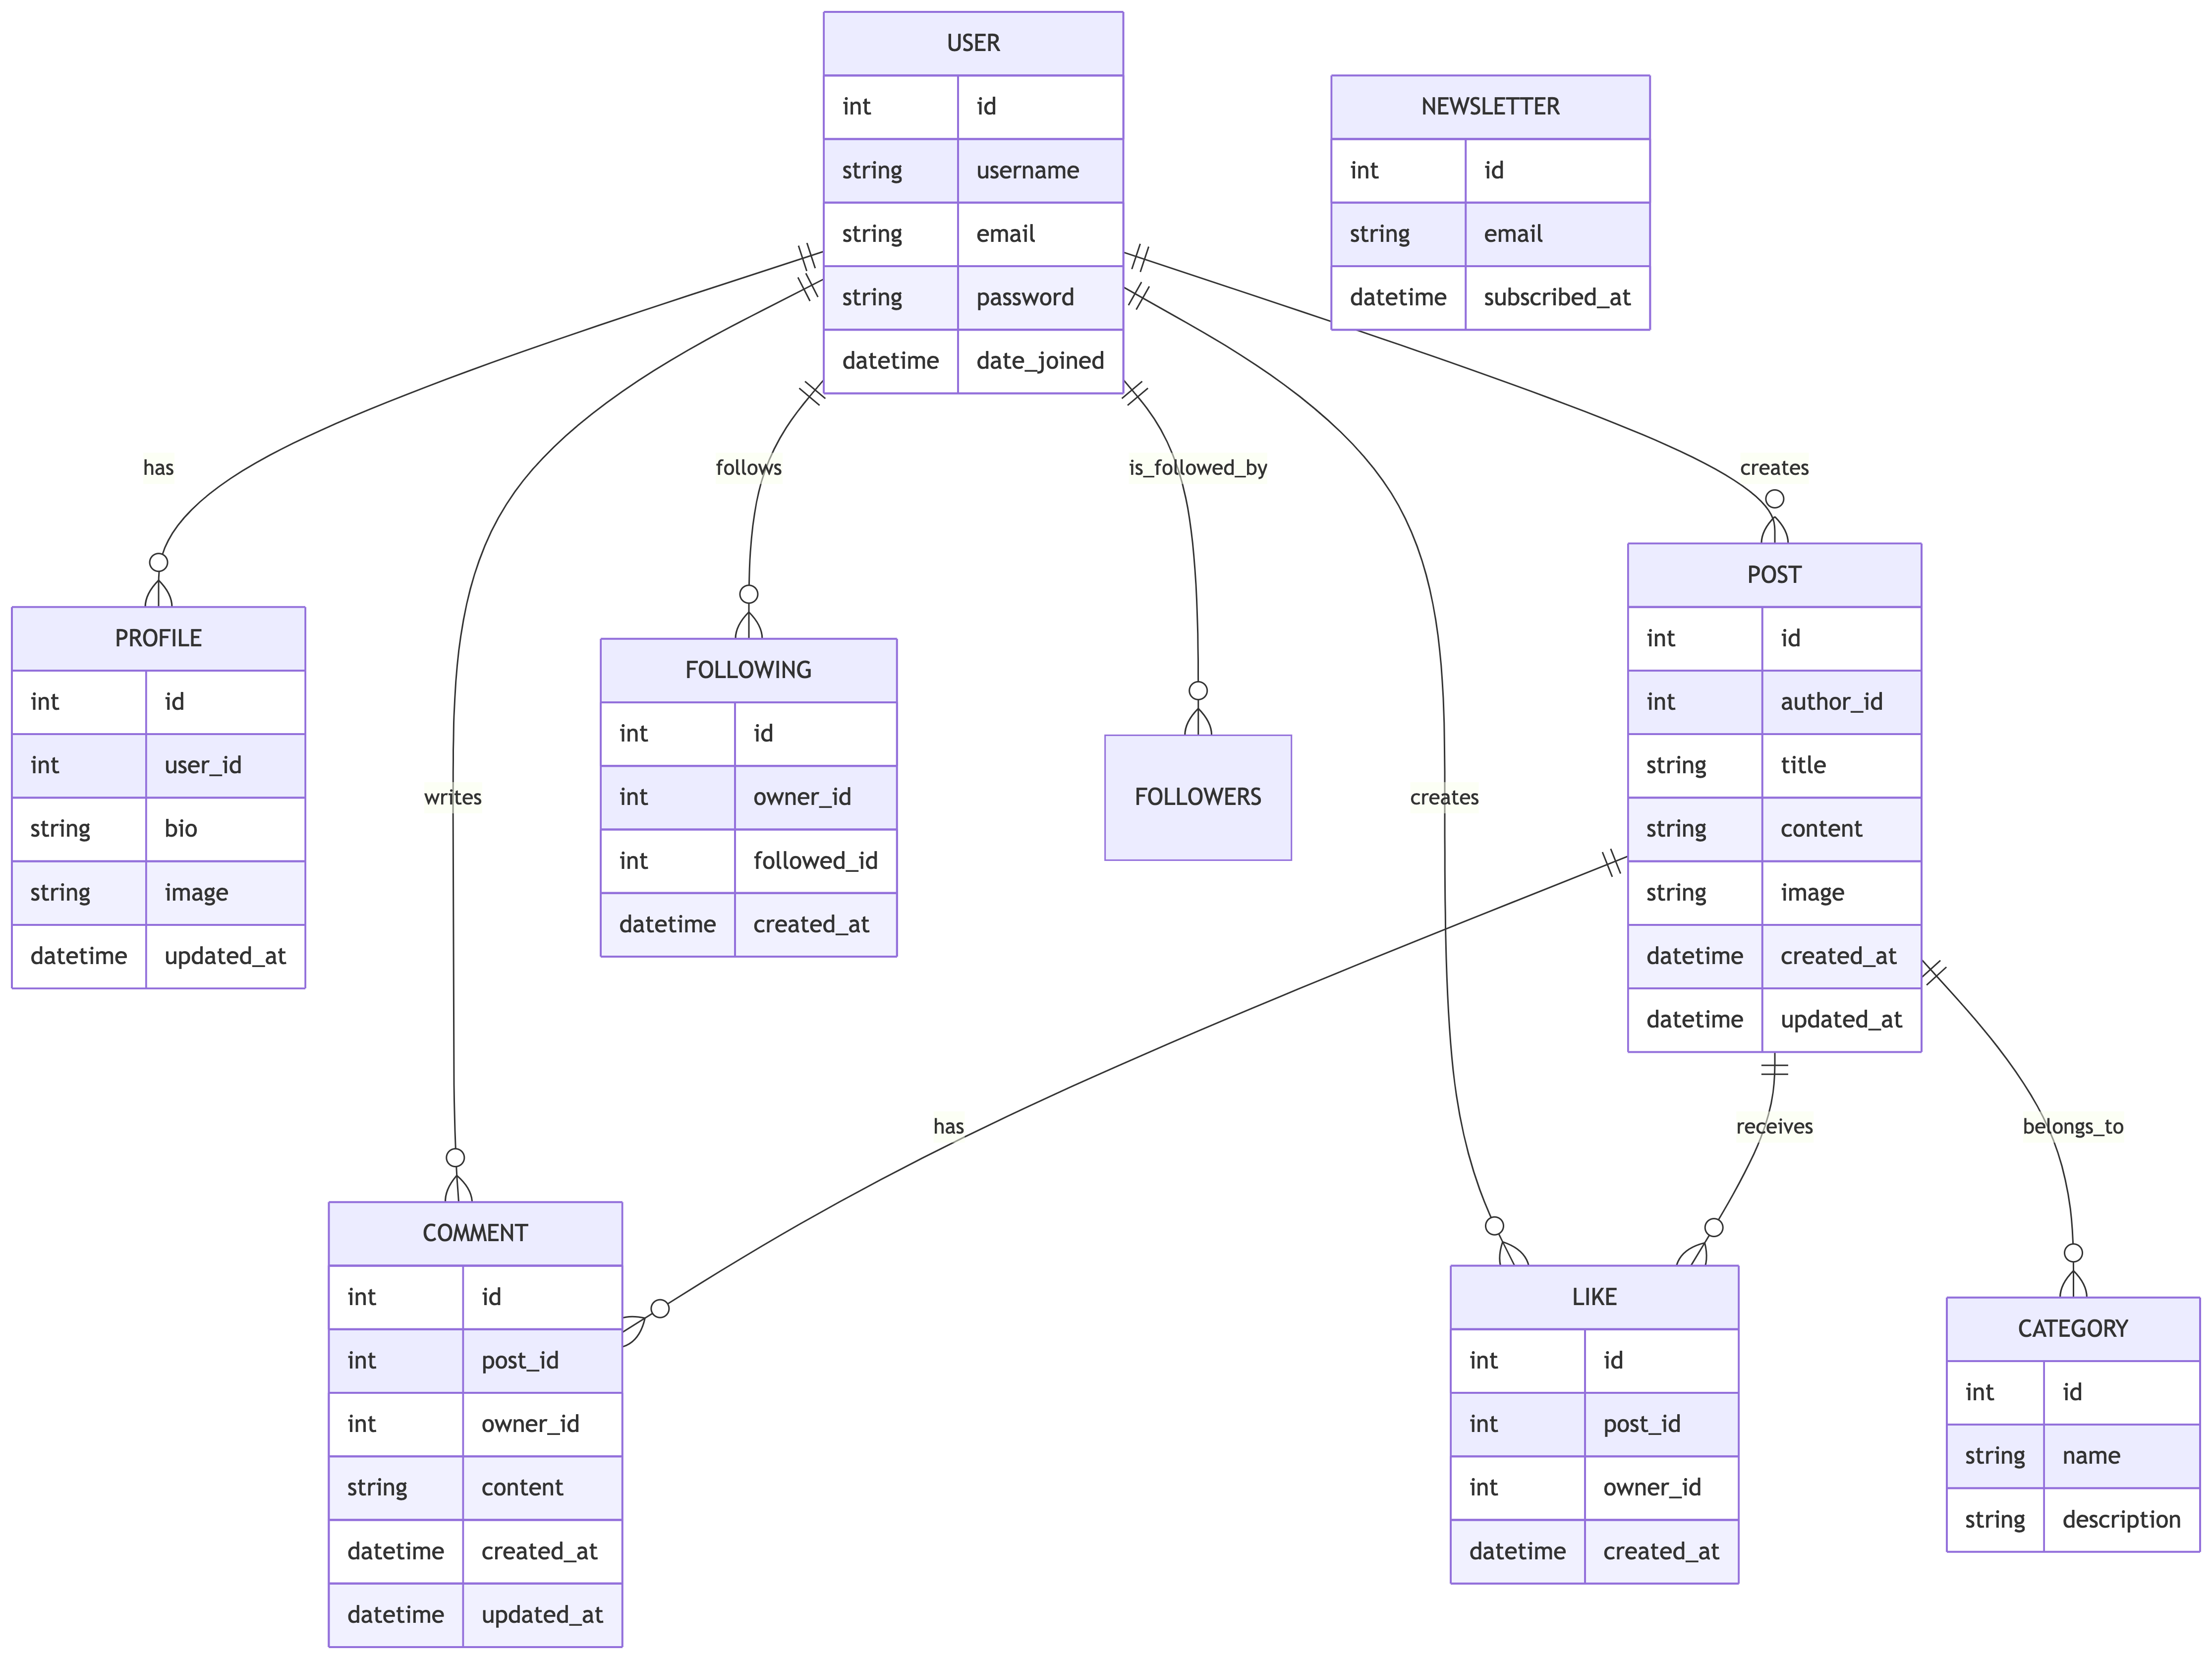 USER
int id
string username
string email
string password
datetime date_joined
NEWSLETTER
int id
string email
datetime subscribed_at
has
follows
is_followed_by
creates
PROFILE
int id
int user_id
string bio
string image
datetime updated_at
writes
FOLLOWING
int id
int owner_id
int followed_id
datetime created_at
FOLLOWERS
creates
POST
int id
int author_id
string title
string content
string image
datetime created_at
datetime updated_at
has
receives
belongs_to
COMMENT
int id
int post_id
int owner_id
string content
datetime created_at
datetime updated_at
LIKE
int id
int post_id
int owner_id
datetime created_at
CATEGORY
int id
string name
string description